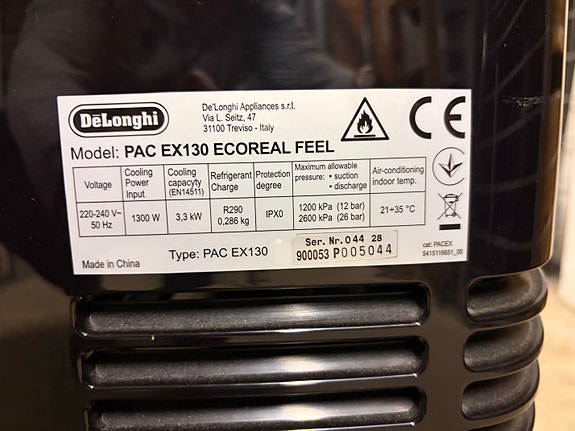 DeLonghi
De'Longhi Appliances s.r.l.
Via L. Seitz, 47
31100 Treviso - Italy
CE
Model: PAC EX130 ECOREAL FEEL
Voltage
220-240 V~
50 Hz
Cooling
Power
Input
1300 W
Cooling
capacyty
(EN14511)
3,3 kW
Refrigerant
Charge
R290
0,286 kg
Protection
degree
IPX0
Maximum allowable
pressure: • suction
• discharge
1200 kPa (12 bar)
2600 kPa (26 bar)
Air-conditioning
indoor temp.
21÷35 °C
Made in China
Type: PAC EX130
Ser. Nr. 044 28
900053 P005044
cat: PACEX
5415116651_00